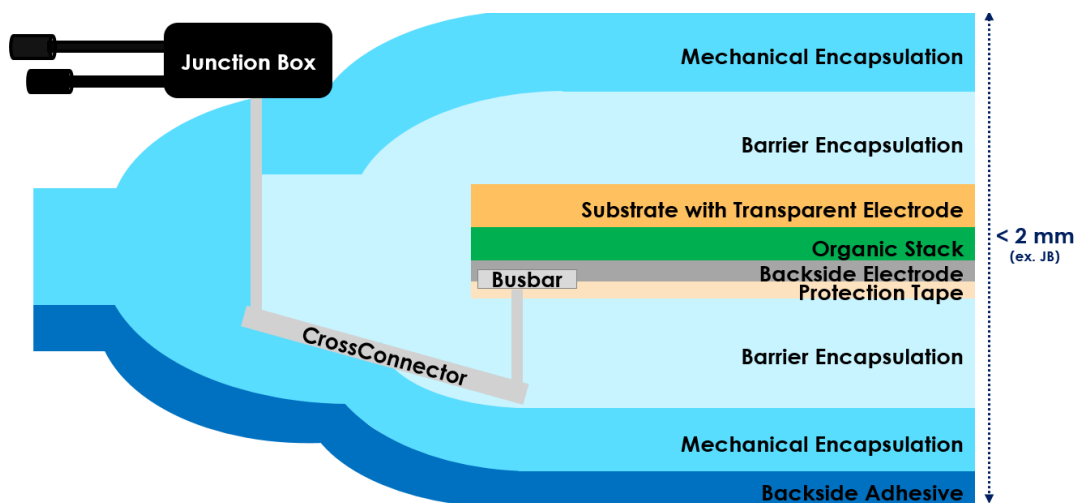 Junction Box
Mechanical Encapsulation
Barrier Encapsulation
Substrate with Transparent Electrode
Organic Stack
< 2 mm
(ex. JB)
Backside Electrode
Busbar
Protection Tape
CrossConnector
Barrier Encapsulation
Mechanical Encapsulation
Backside Adhesive